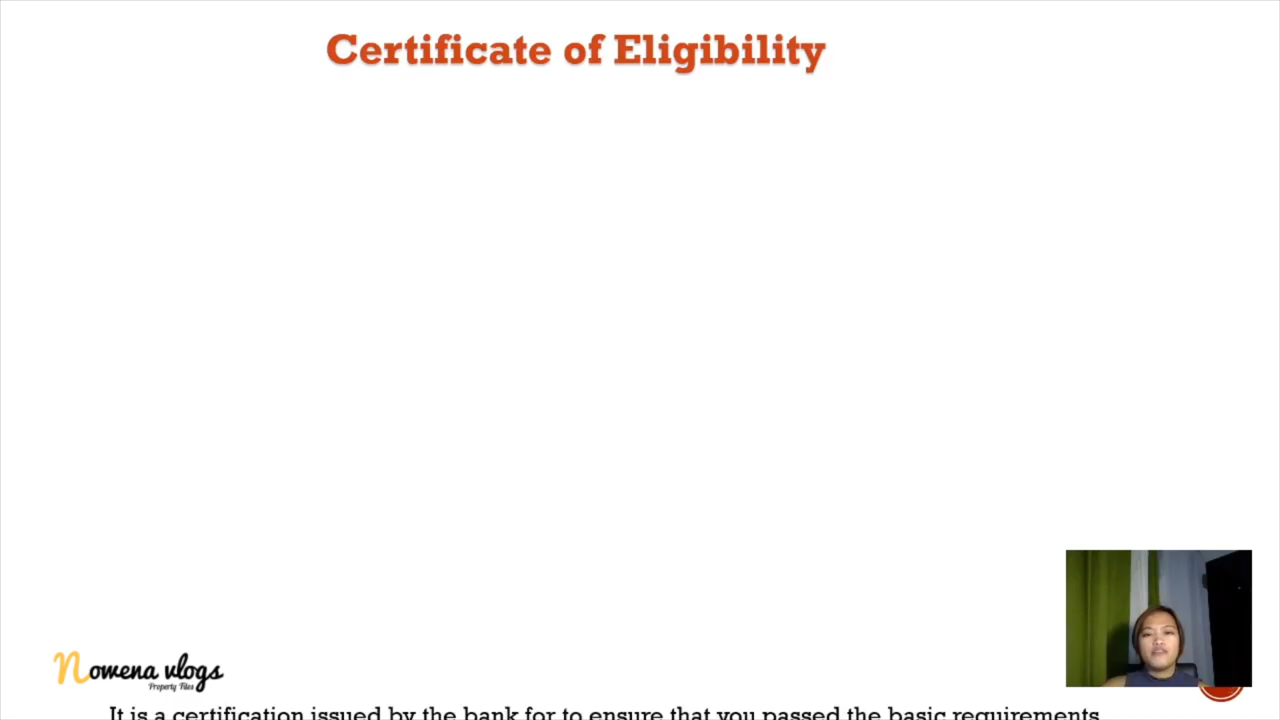 Certificate of Eligibility
Nowena vlogs
Property Files
It is a certification issued by the bank for to ensure that you passed the basic requirements